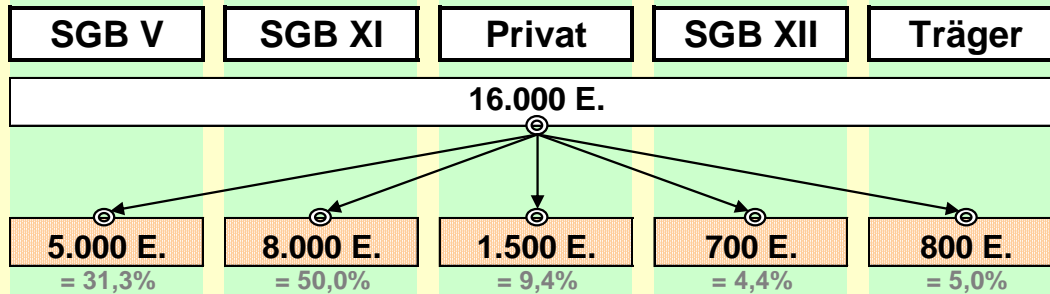 SGB V SGB XI Privat SGB XII Träger
16.000 E.
5.000 E. 8.000 E. 1.500 E. 700 E. 800 E.
= 31,3% = 50,0% = 9,4% = 4,4% = 5,0%